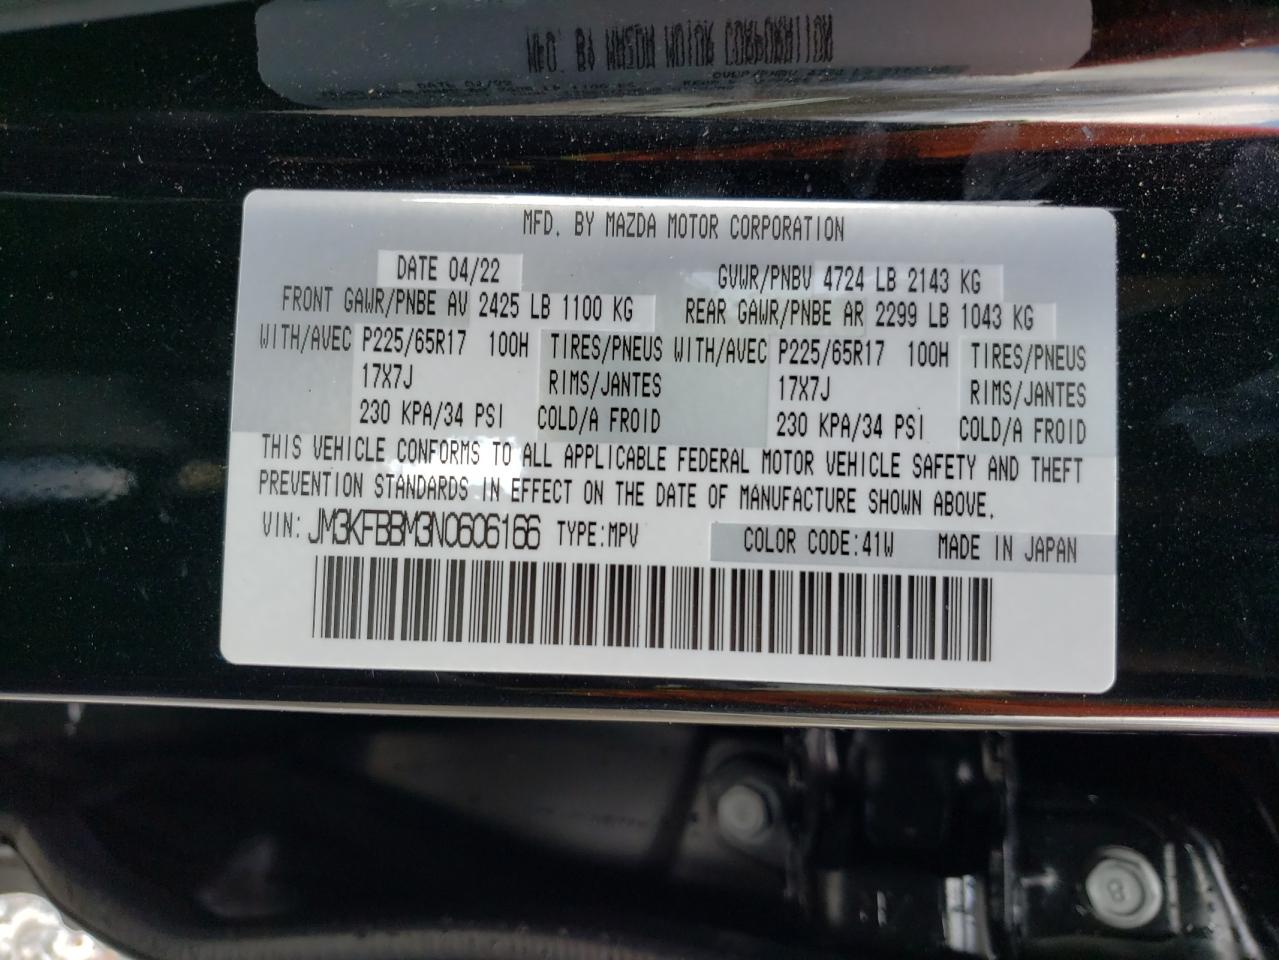 MFD. BY MAZDA MOTOR CORPORATION
DATE 04/22 GVWR/PNBV 4724 LB 2143 KG
FRONT GAWR/PNBE AV 2425 LB 1100 KG REAR GAWR/PNBE AR 2299 LB 1043 KG
WITH/AVEC P225/65R17 100H TIRES/PNEUS WITH/AVEC P225/65R17 100H TIRES/PNEUS
17X7J RIMS/JANTES 17X7J RIMS/JANTES
230 KPA/34 PSI COLD/A FROID 230 KPA/34 PSI COLD/A FROID
THIS VEHICLE CONFORMS TO ALL APPLICABLE FEDERAL MOTOR VEHICLE SAFETY AND THEFT
PREVENTION STANDARDS IN EFFECT ON THE DATE OF MANUFACTURE SHOWN ABOVE.
VIN: JM3KFBBM3N0606166 TYPE:MPV COLOR CODE:41W MADE IN JAPAN
8